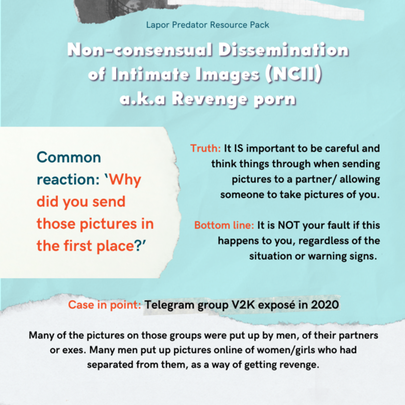 Lapor Predator Resource Pack
Non-consensual Dissemination
of Intimate Images (NCII)
a.k.a Revenge porn
Common
reaction: ‘Why
did you send
those pictures in
the first place?’
Truth: It IS important to be careful and
think things through when sending
pictures to a partner/ allowing
someone to take pictures of you.
Bottom line: It is NOT your fault if this
happens to you, regardless of the
situation or warning signs.
Case in point: Telegram group V2K exposé in 2020
Many of the pictures on those groups were put up by men, of their partners
or exes. Many men put up pictures online of women/girls who had
separated from them, as a way of getting revenge.